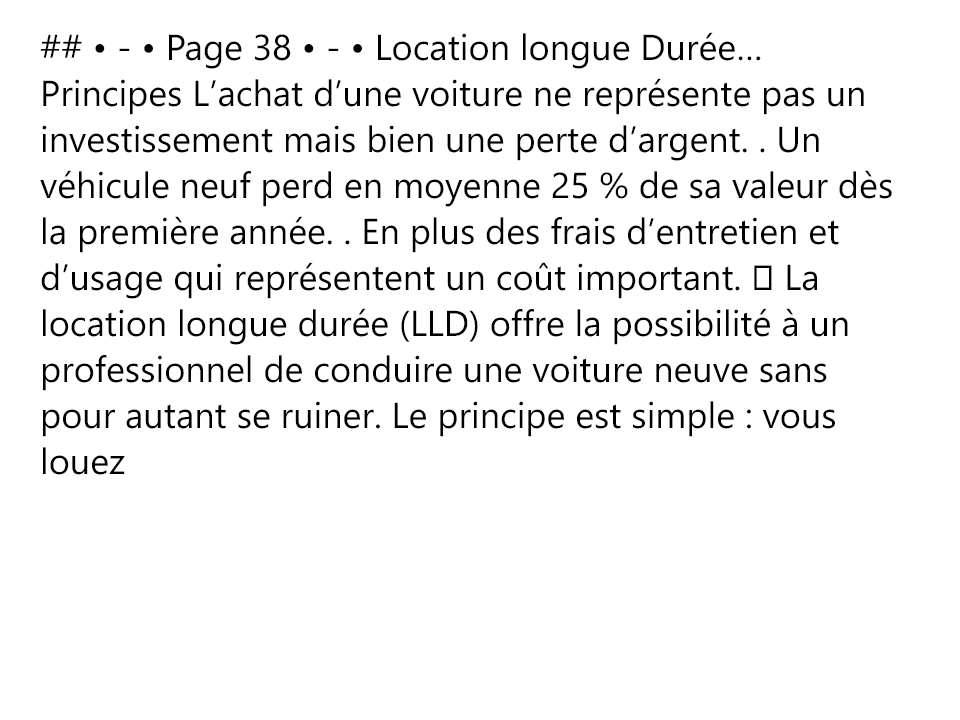 ## • - • Page 38 • - • Location longue Durée...
Principes L’achat d’une voiture ne représente pas un
investissement mais bien une perte d’argent. . Un
véhicule neuf perd en moyenne 25 % de sa valeur dès
la première année. . En plus des frais d’entretien et
d’usage qui représentent un coût important. ▯ La
location longue durée (LLD) offre la possibilité à un
professionnel de conduire une voiture neuve sans
pour autant se ruiner. Le principe est simple : vous
louez